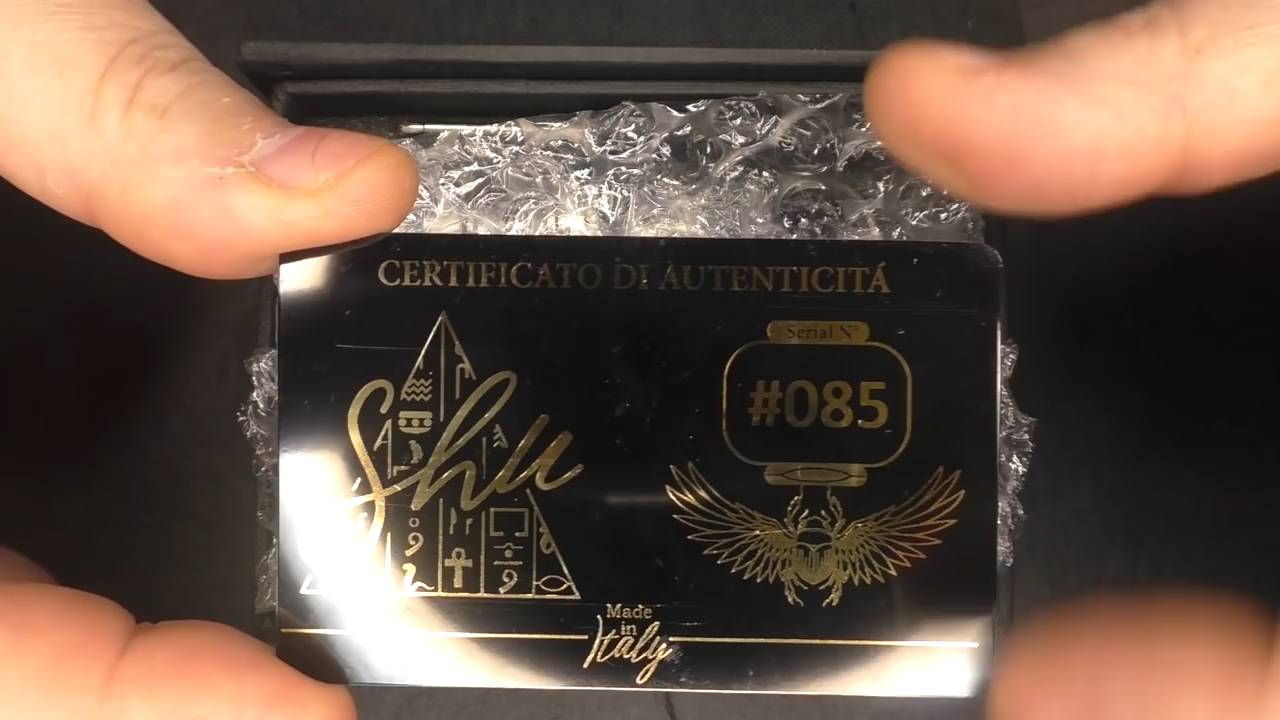 CERTIFICATO DI AUTENTICITÁ
Serial N°
#085
Shu
Made
in
Italy